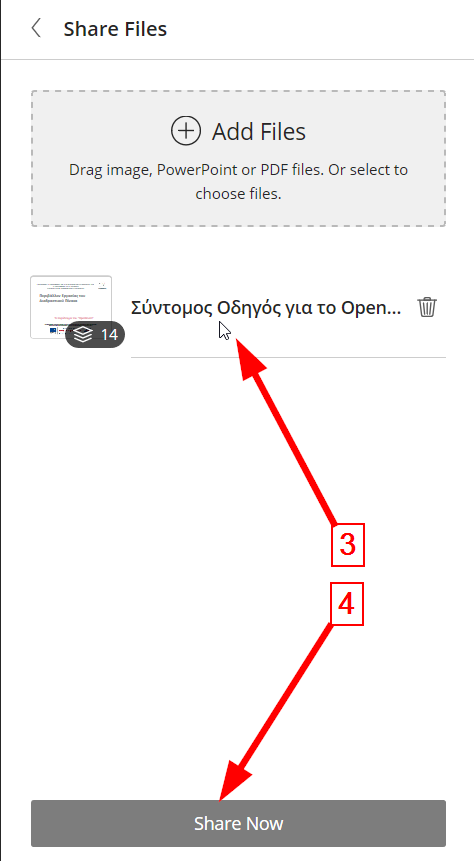 Share Files
Add Files
Drag image, PowerPoint or PDF files. Or select to
choose files.
Σύντομος Οδηγός για το Open...
14
3
4
Share Now